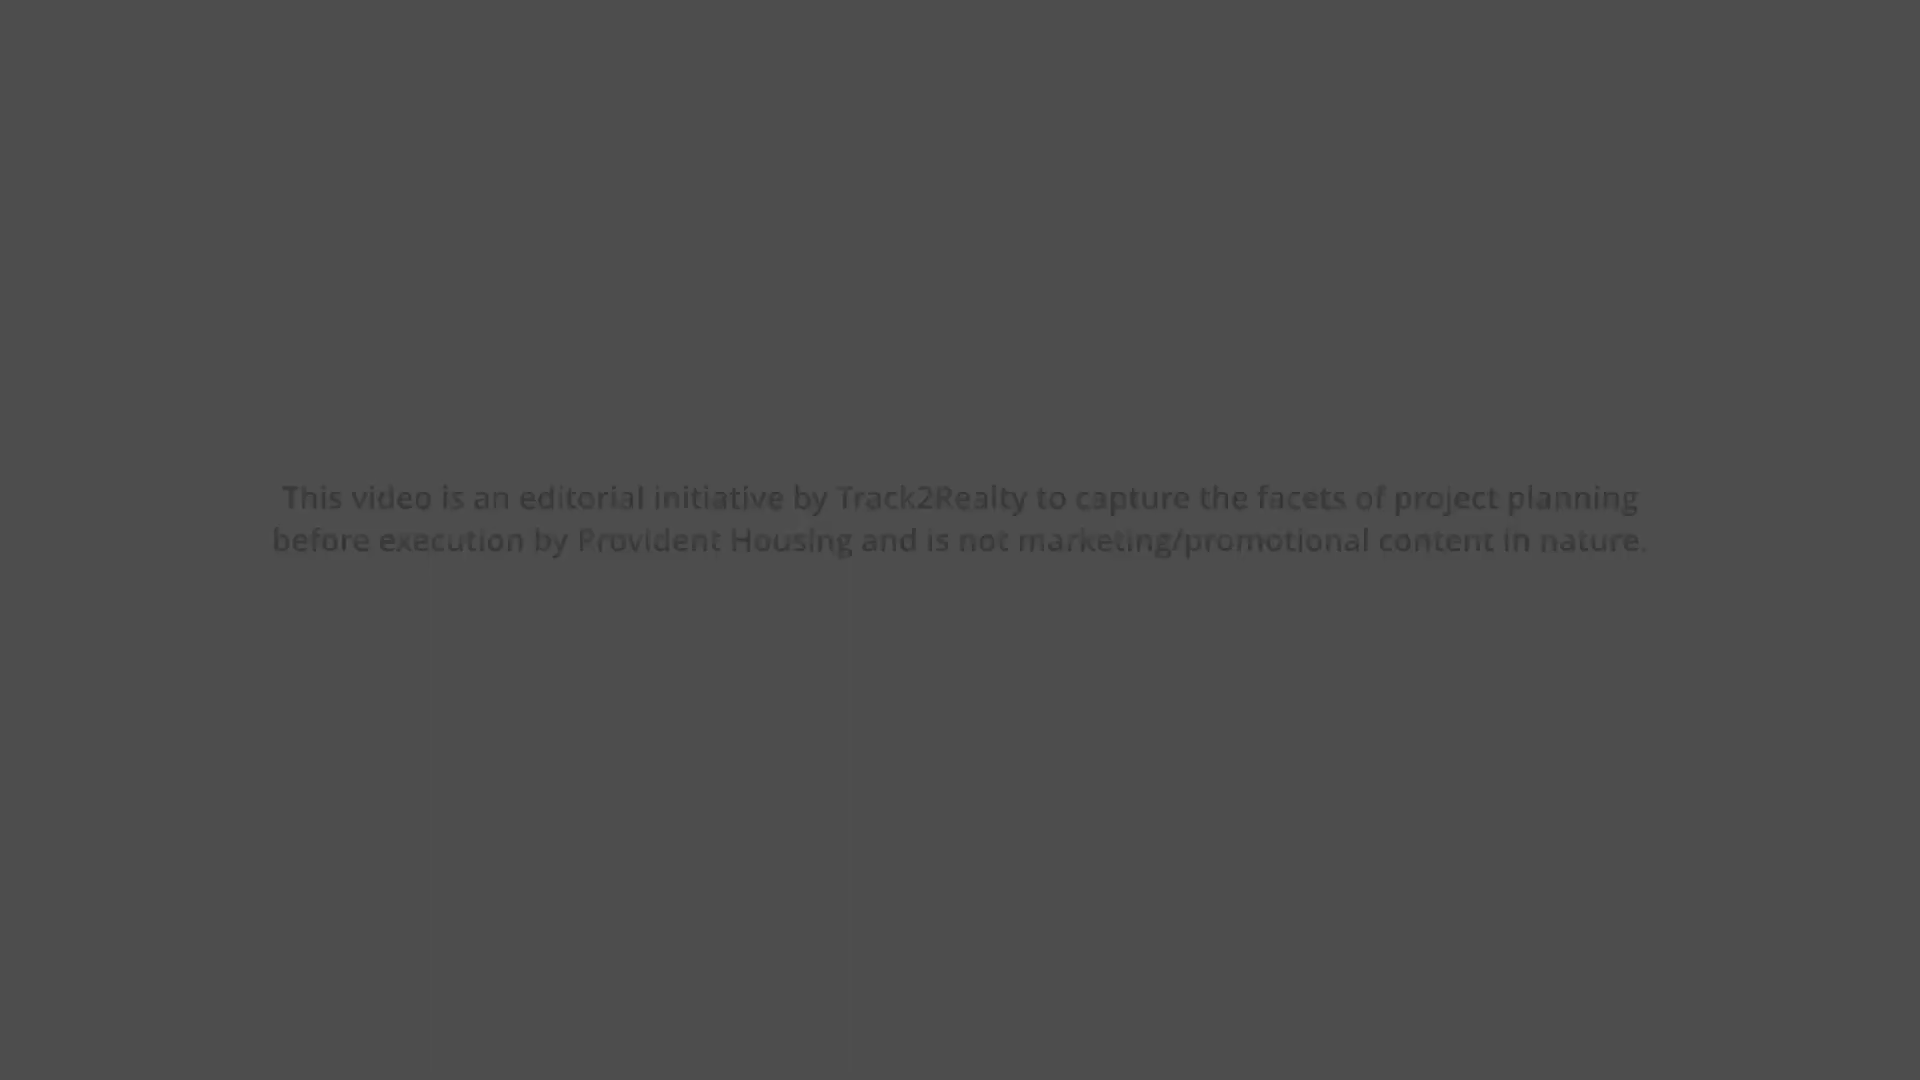 This video is an editorial initiative by Track2Realty to capture the facets of project planning
before execution by Provident Housing and is not marketing/promotional content in nature.